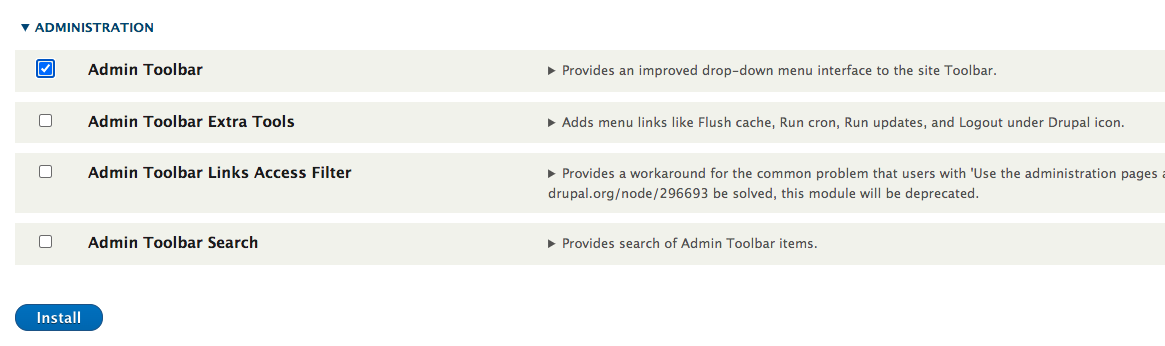 ADMINISTRATION
Admin Toolbar
Provides an improved drop-down menu interface to the site Toolbar.
Admin Toolbar Extra Tools
Adds menu links like Flush cache, Run cron, Run updates, and Logout under Drupal icon.
Admin Toolbar Links Access Filter
Provides a workaround for the common problem that users with 'Use the administration pages a
drupal.org/node/296693 be solved, this module will be deprecated.
Admin Toolbar Search
Provides search of Admin Toolbar items.
Install